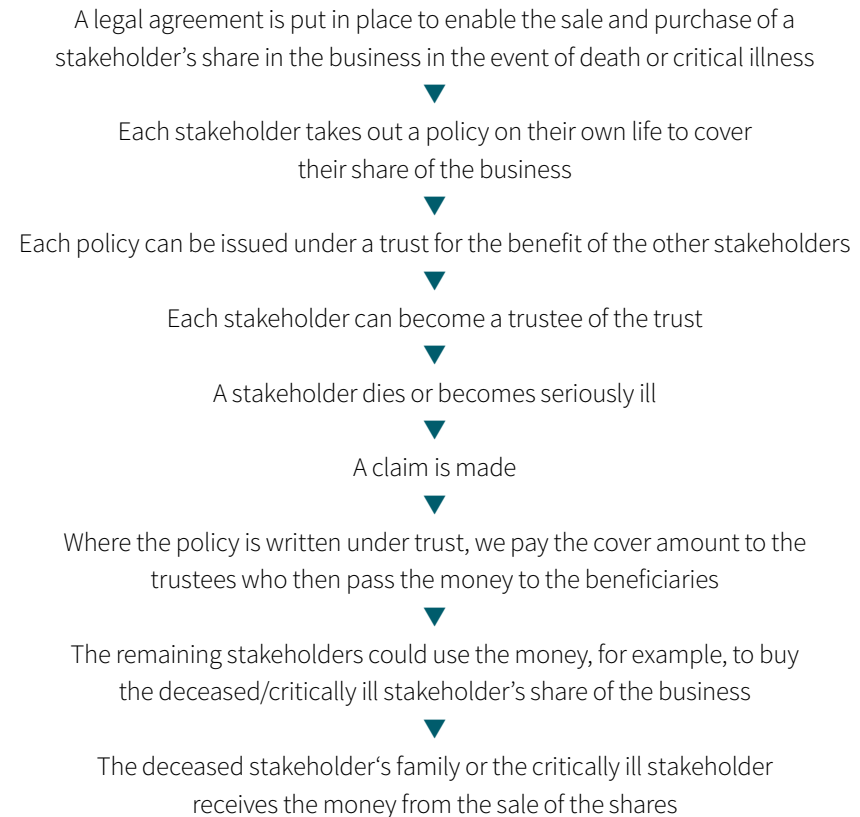 A legal agreement is put in place to enable the sale and purchase of a
stakeholder’s share in the business in the event of death or critical illness
Each stakeholder takes out a policy on their own life to cover
their share of the business
Each policy can be issued under a trust for the benefit of the other stakeholders
Each stakeholder can become a trustee of the trust
A stakeholder dies or becomes seriously ill
A claim is made
Where the policy is written under trust, we pay the cover amount to the
trustees who then pass the money to the beneficiaries
The remaining stakeholders could use the money, for example, to buy
the deceased/critically ill stakeholder’s share of the business
The deceased stakeholder‘s family or the critically ill stakeholder
receives the money from the sale of the shares